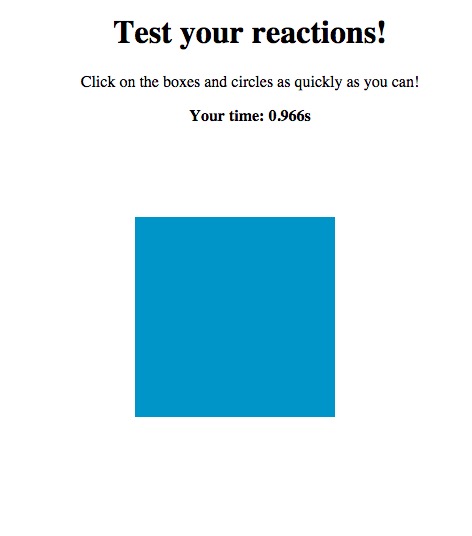 Test your reactions!
Click on the boxes and circles as quickly as you can!
Your time: 0.966s